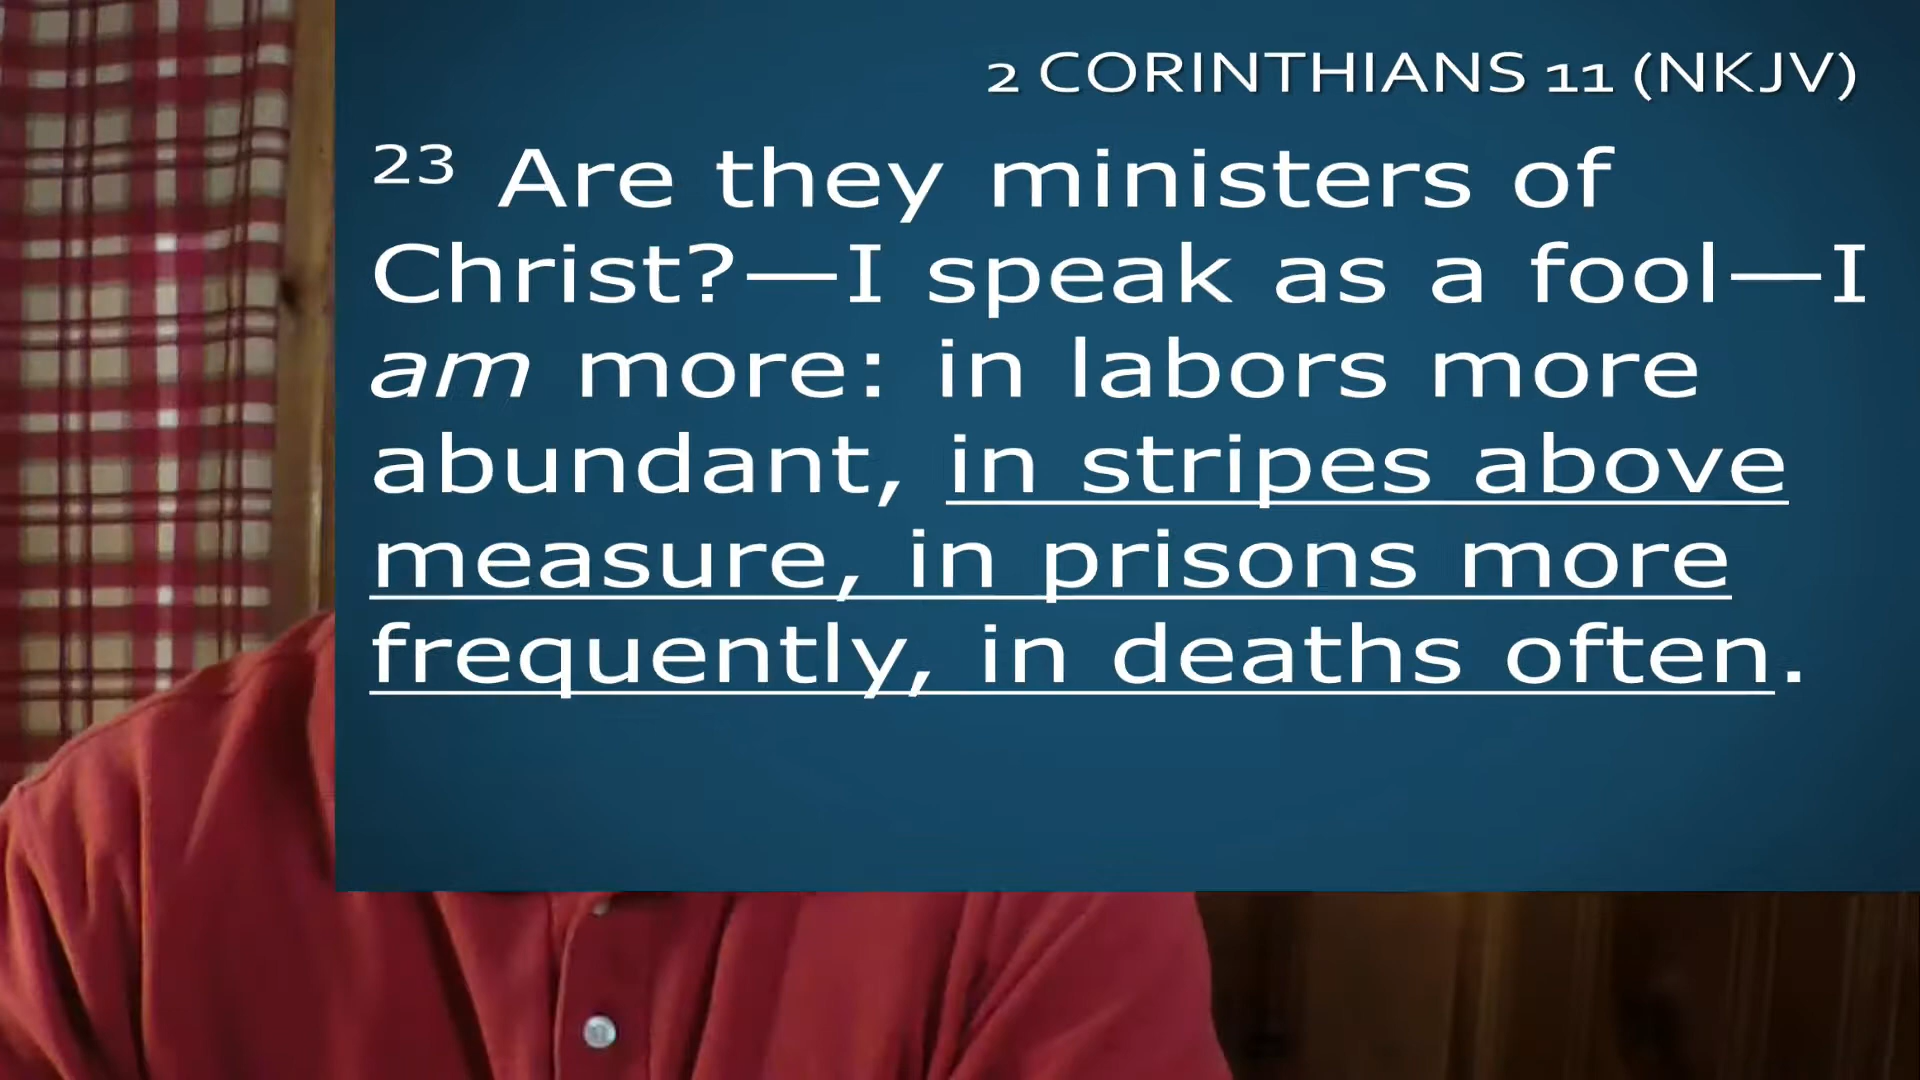 2 CORINTHIANS 11 (NKJV)
23 Are they ministers of
Christ?—I speak as a fool—I
am more: in labors more
abundant, in stripes above
measure, in prisons more
frequently, in deaths often.